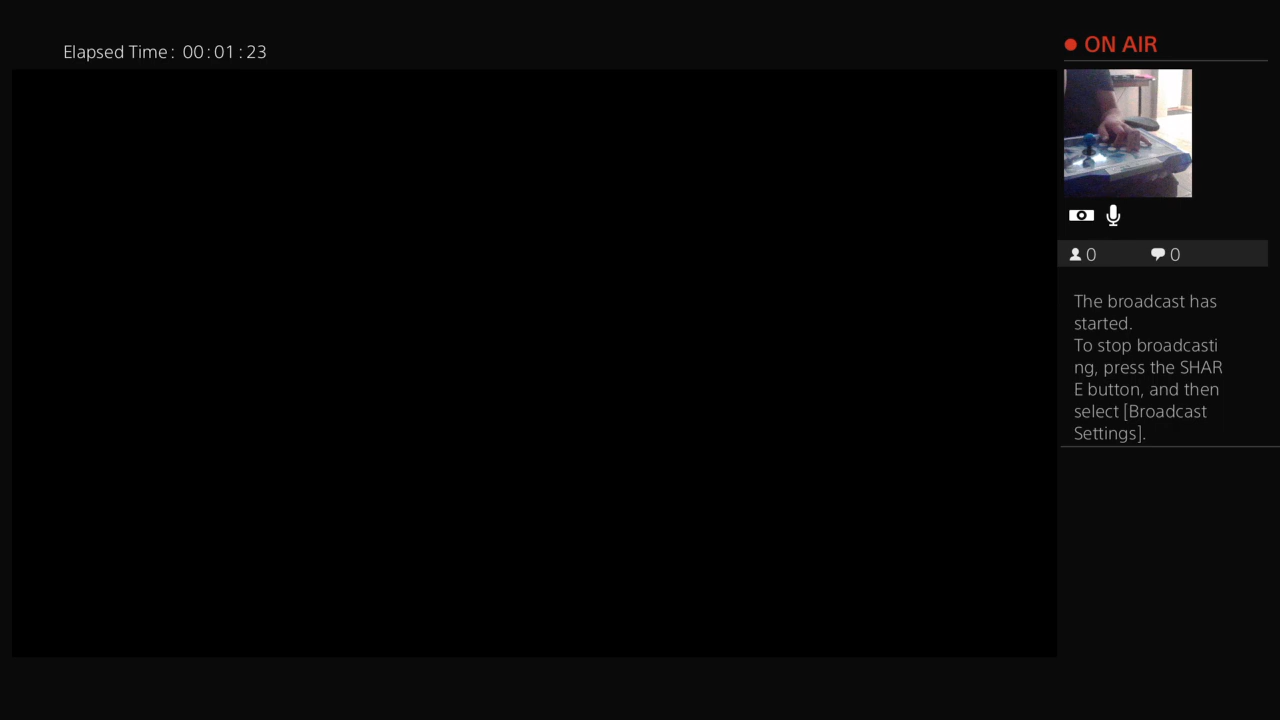 Elapsed Time: 00:01:23
ON AIR
0 0
The broadcast has
started.
To stop broadcasti
ng, press the SHAR
E button, and then
select [Broadcast
Settings].